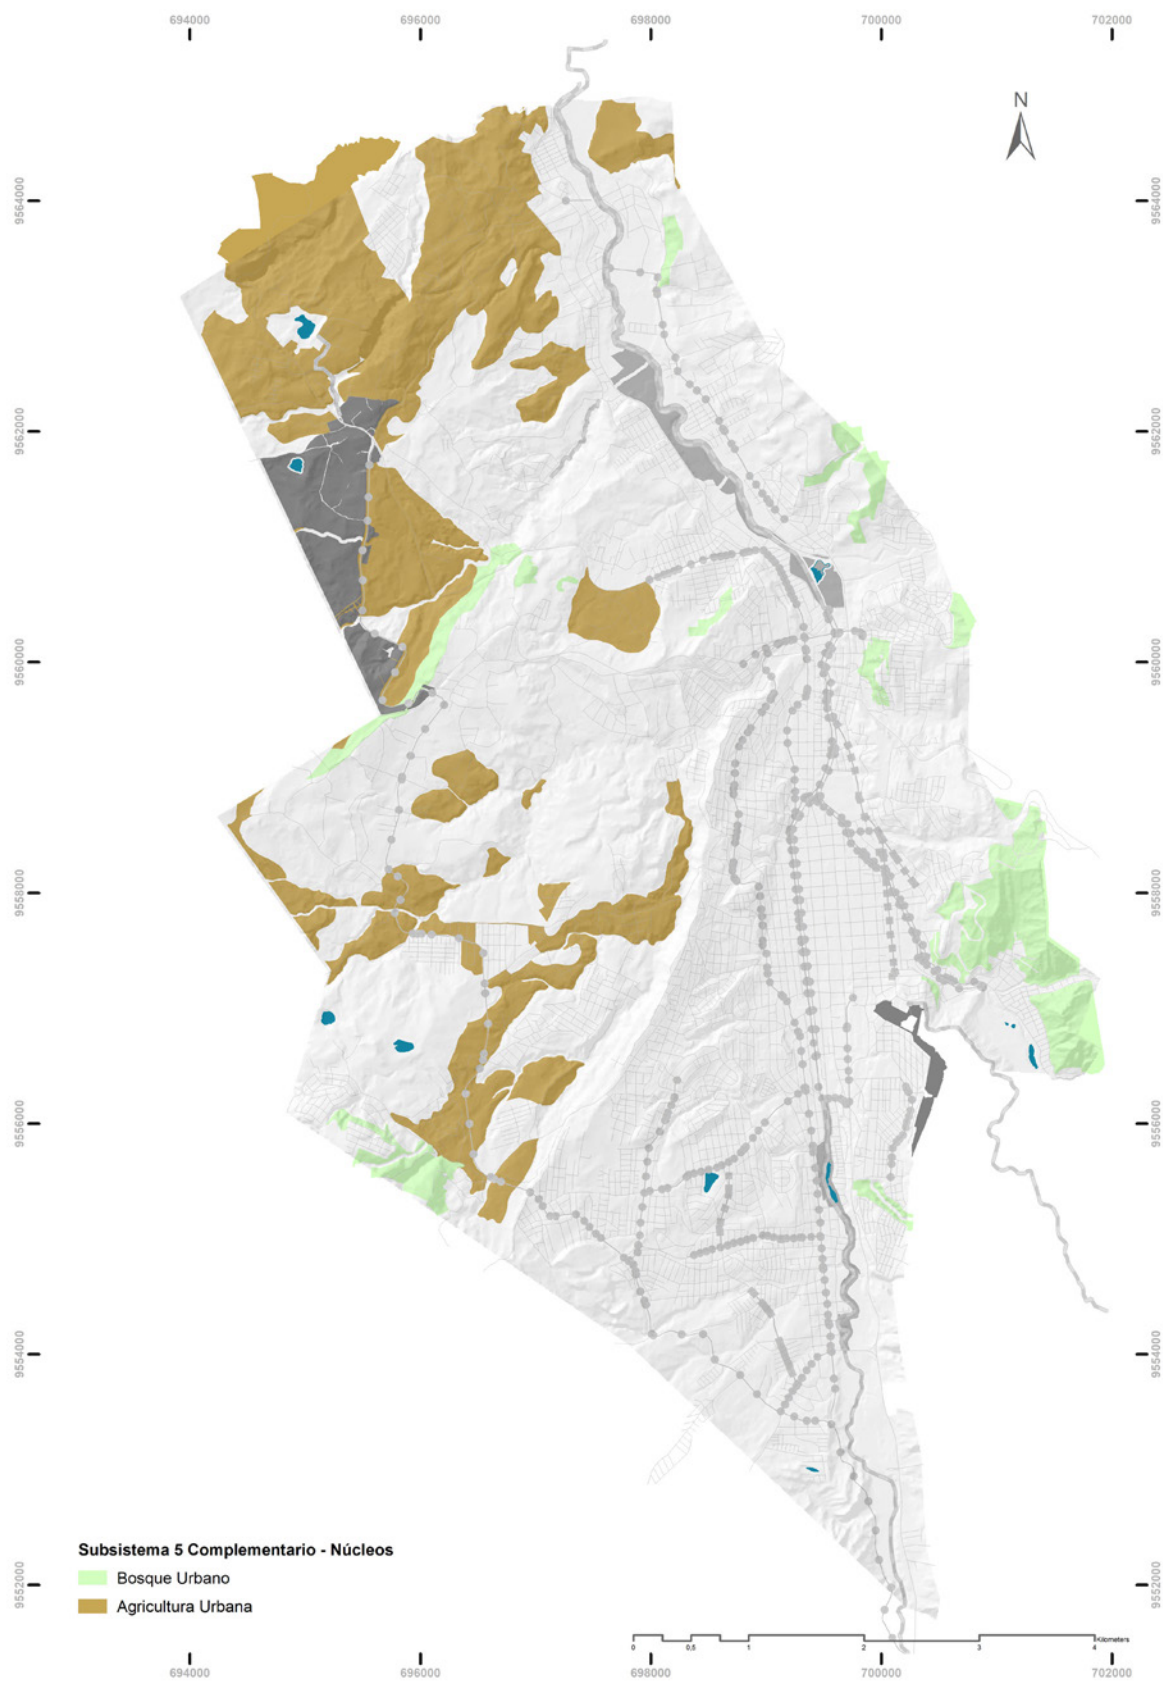 694000 696000 698000 700000 702000
N
9564000 9564000
9562000 9562000
9560000 9560000
9558000 9558000
9556000 9556000
9554000 9554000
Subsistema 5 Complementario - Núcleos
Bosque Urbano
9552000 9552000
Agricultura Urbana
0 0,5 1 2 3 4 Kilometers
694000 696000 698000 700000 702000